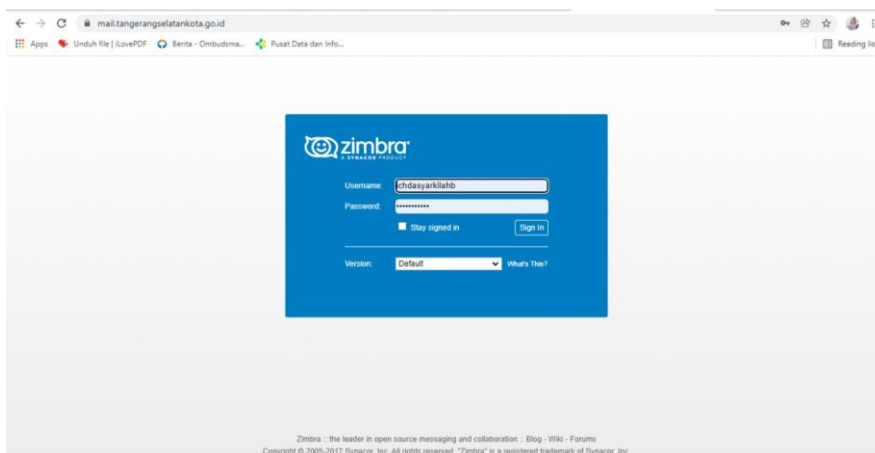 mail.tangerangselatankota.go.id
Apps Unduh file | iLovePDF Berita - Ombudsma... Pusat Data dan Info... Reading lis
zimbra
A SYNACOR PRODUCT
Username: chdasyarkilahb
Password: •••••••••••
Stay signed in Sign In
Version: Default What's This?
Zimbra :: the leader in open source messaging and collaboration :: Blog - Wiki - Forums
Copyright © 2005-2017 Synacor, Inc. All rights reserved. "Zimbra" is a registered trademark of Synacor, Inc.